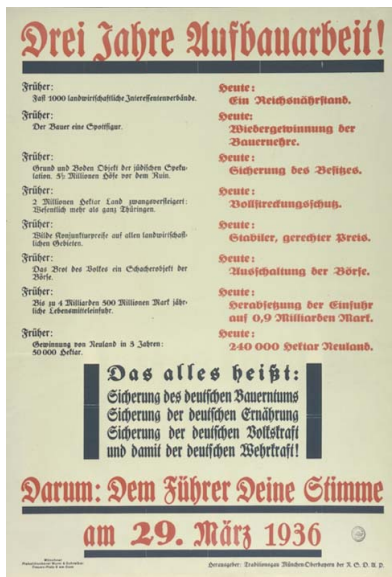 Drei Jahre Aufbauarbeit!
Früher:
Fast 1000 landwirtschaftliche Interessentenverbände.
Heute:
Ein Reichsnährstand.
Früher:
Der Bauer eine Spottfigur.
Heute:
Wiedergewinnung der
Bauernehre.
Früher:
Grund und Boden Objekt der jüdischen Speku-
lation. 5½ Millionen Höfe vor dem Ruin.
Heute:
Sicherung des Besitzes.
Früher:
2 Millionen Hektar Land zwangsversteigert:
Wesentlich mehr als ganz Thüringen.
Heute:
Vollstreckungsschutz.
Früher:
Wilde Konjunkturpreise auf allen landwirtschaft-
lichen Gebieten.
Heute:
Stabiler, gerechter Preis.
Früher:
Das Brot des Volkes ein Schacherobjekt der
Börse.
Heute:
Ausschaltung der Börse.
Früher:
Bis zu 4 Milliarden 500 Millionen Mark jähr-
liche Lebensmitteleinfuhr.
Heute:
Herabsetzung der Einfuhr
auf 0,9 Milliarden Mark.
Früher:
Gewinnung von Neuland in 3 Jahren:
50 000 Hektar.
Heute:
240 000 Hektar Neuland.
Das alles heißt:
Sicherung des deutschen Bauerntums
Sicherung der deutschen Ernährung
Sicherung der deutschen Volkskraft
und damit der deutschen Wehrkraft!
Darum: Dem Führer Deine Stimme
am 29. März 1936
Herausgeber: Traditionsgau München-Oberbayern der N.S.D.A.P.